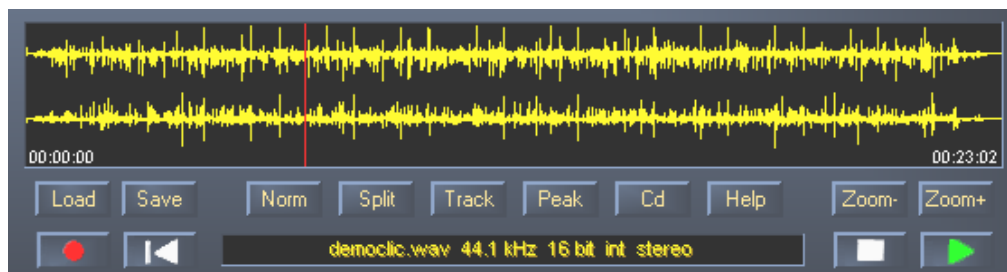 00:00:00 00:23:02
Load Save Norm Split Track Peak Cd Help Zoom- Zoom+
democlic.wav 44.1 kHz 16 bit int stereo